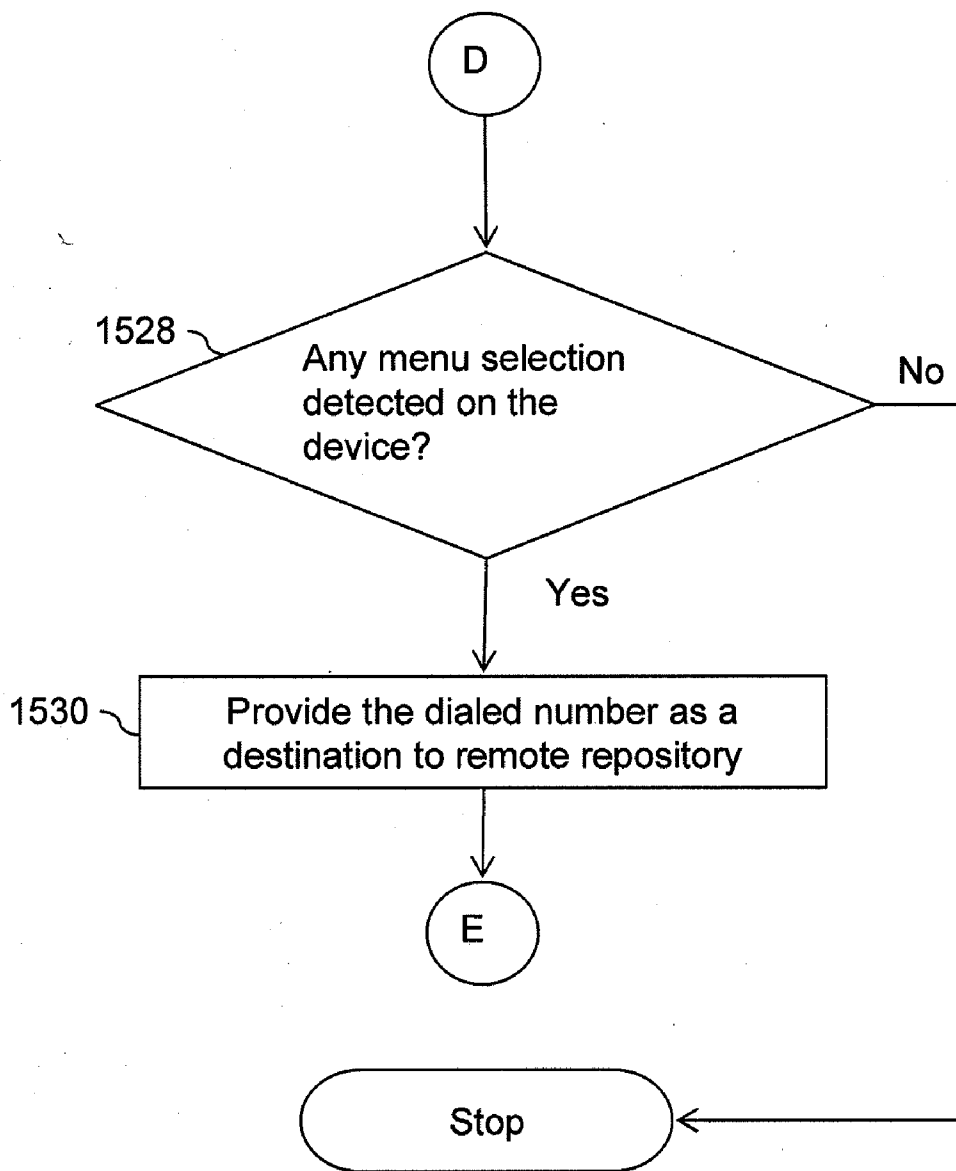 D
1528
Any menu selection
detected on the
device?
No
Yes
1530
Provide the dialed number as a
destination to remote repository
E
Stop